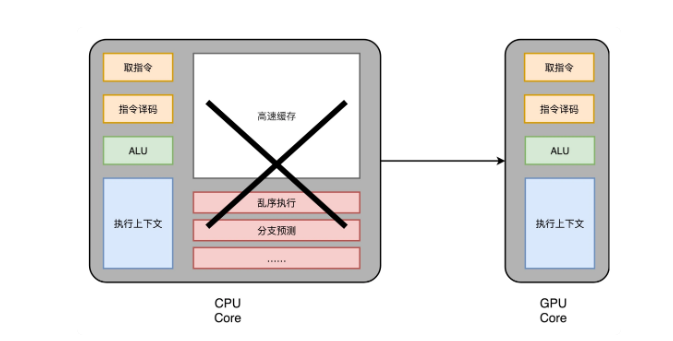 取指令
指令译码
ALU
执行上下文
高速缓存
乱序执行
分支预测
……
CPU
Core
取指令
指令译码
ALU
执行上下文
GPU
Core